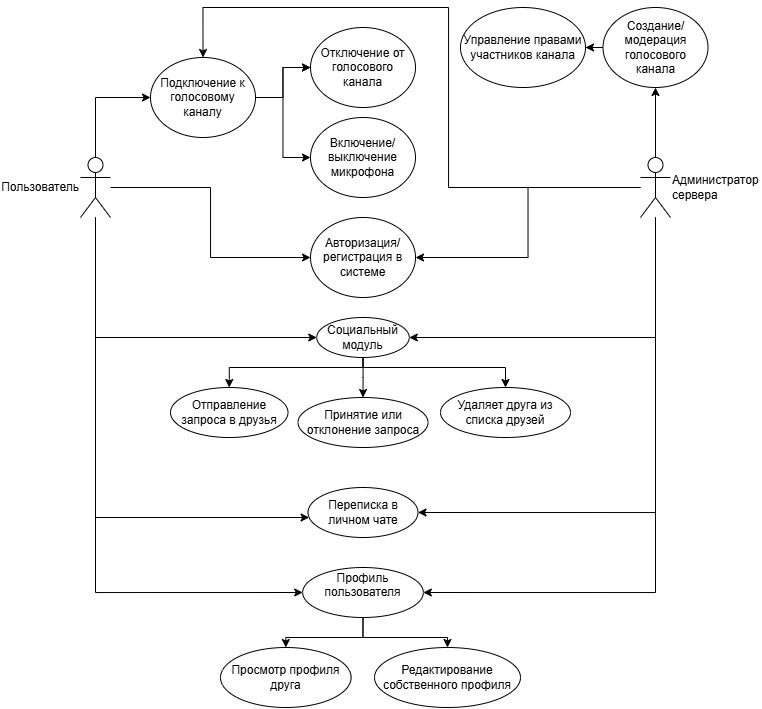 Создание/
модерация
голосового
канала
Управление правами
участников канала
Отключение от
голосового
канала
Подключение к
голосовому
каналу
Включение/
выключение
микрофона
Пользователь
Администратор
сервера
Авторизация/
регистрация в
системе
Социальный
модуль
Отправление
запроса в друзья
Принятие или
отклонение запроса
Удаляет друга из
списка друзей
Переписка в
личном чате
Профиль
пользователя
Просмотр профиля
друга
Редактирование
собственного профиля